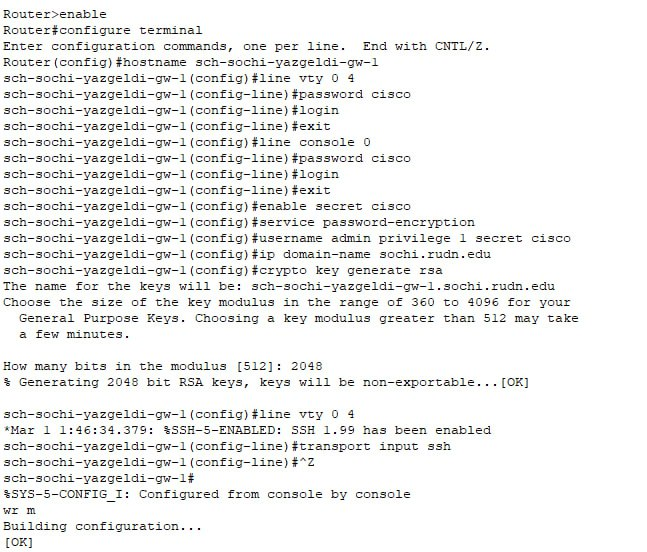 Router>enable
Router#configure terminal
Enter configuration commands, one per line.  End with CNTL/Z.
Router(config)#hostname sch-sochi-yazgeldi-gw-1
sch-sochi-yazgeldi-gw-1(config)#line vty 0 4
sch-sochi-yazgeldi-gw-1(config-line)#password cisco
sch-sochi-yazgeldi-gw-1(config-line)#login
sch-sochi-yazgeldi-gw-1(config-line)#exit
sch-sochi-yazgeldi-gw-1(config)#line console 0
sch-sochi-yazgeldi-gw-1(config-line)#password cisco
sch-sochi-yazgeldi-gw-1(config-line)#login
sch-sochi-yazgeldi-gw-1(config-line)#exit
sch-sochi-yazgeldi-gw-1(config)#enable secret cisco
sch-sochi-yazgeldi-gw-1(config)#service password-encryption
sch-sochi-yazgeldi-gw-1(config)#username admin privilege 1 secret cisco
sch-sochi-yazgeldi-gw-1(config)#ip domain-name sochi.rudn.edu
sch-sochi-yazgeldi-gw-1(config)#crypto key generate rsa
The name for the keys will be: sch-sochi-yazgeldi-gw-1.sochi.rudn.edu
Choose the size of the key modulus in the range of 360 to 4096 for your
  General Purpose Keys. Choosing a key modulus greater than 512 may take
  a few minutes.

How many bits in the modulus [512]: 2048
% Generating 2048 bit RSA keys, keys will be non-exportable...[OK]

sch-sochi-yazgeldi-gw-1(config)#line vty 0 4
*Mar 1 1:46:34.379: %SSH-5-ENABLED: SSH 1.99 has been enabled
sch-sochi-yazgeldi-gw-1(config-line)#transport input ssh
sch-sochi-yazgeldi-gw-1(config-line)#^Z
sch-sochi-yazgeldi-gw-1#
%SYS-5-CONFIG_I: Configured from console by console
wr m
Building configuration...
[OK]